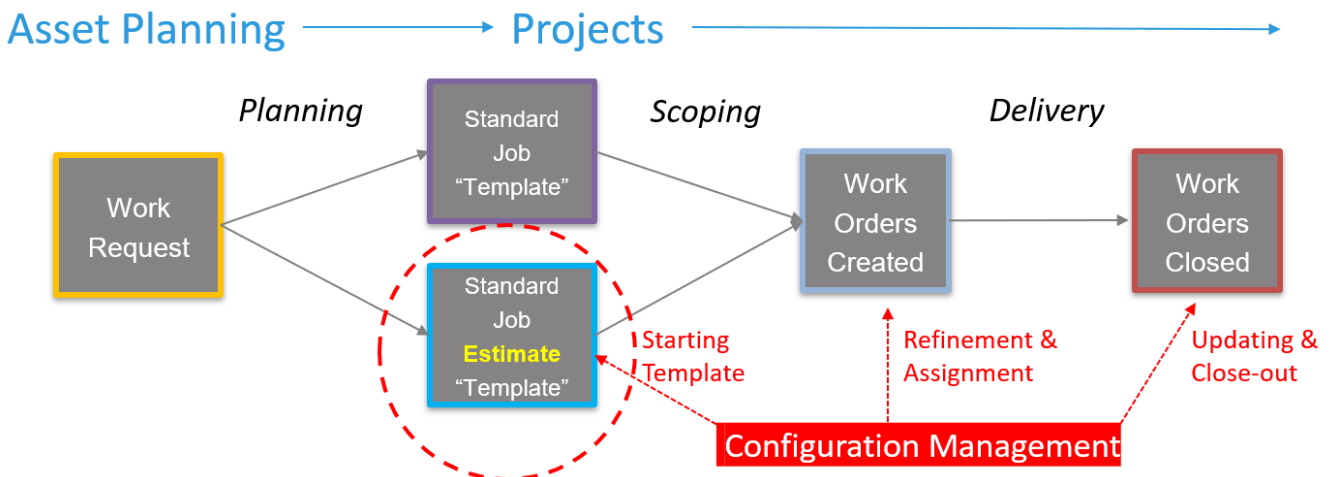 Asset Planning
Projects
Planning
Scoping
Delivery
Work
Request
Standard
Job
“Template”
Standard
Job
Estimate
“Template”
Work
Orders
Created
Work
Orders
Closed
Starting
Template
Refinement &
Assignment
Updating &
Close-out
Configuration Management